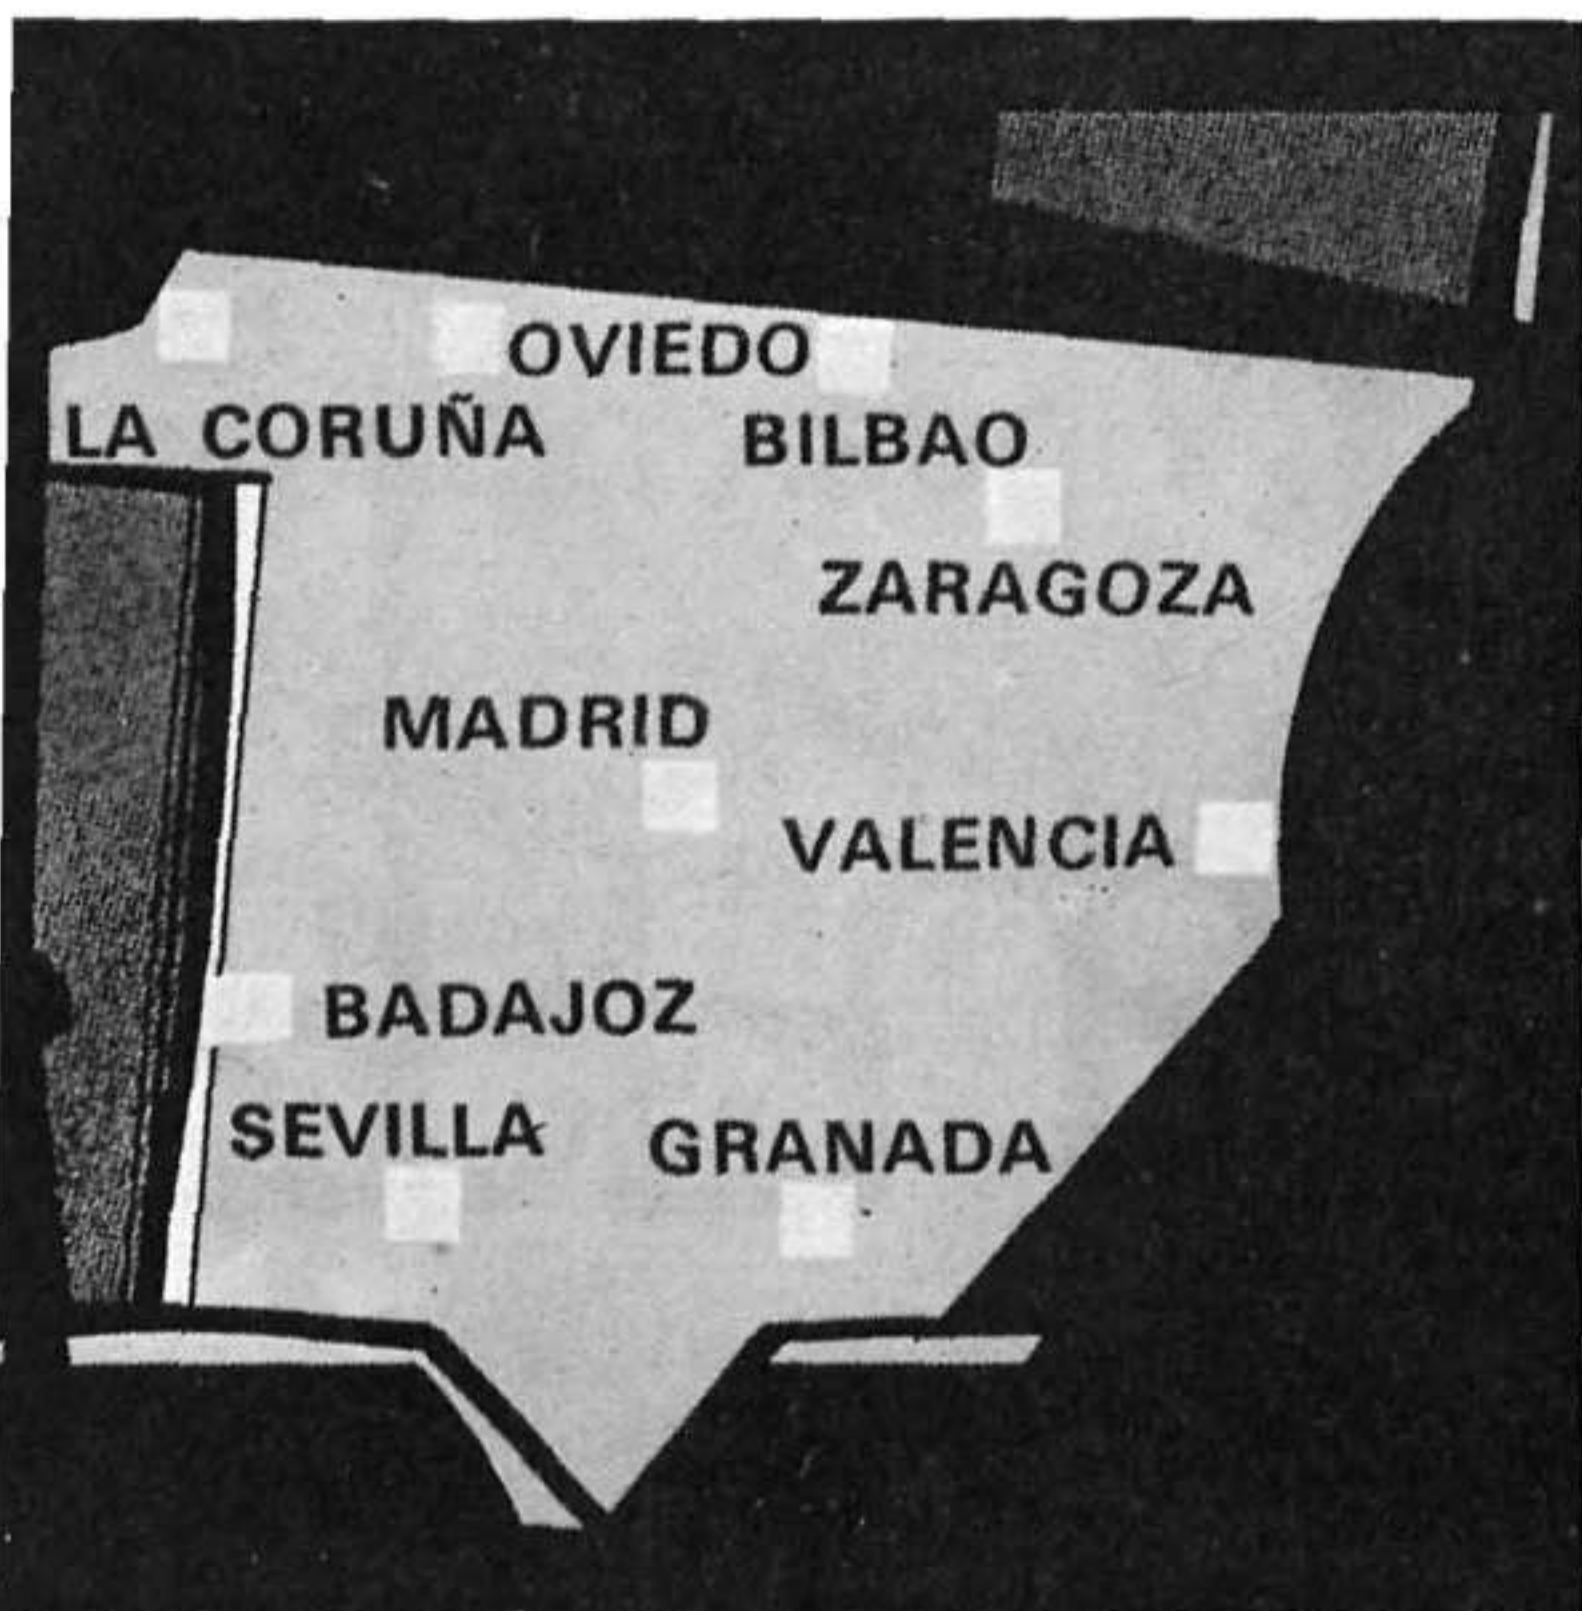 OVIEDO
LA CORUÑA
BILBAO
ZARAGOZA
MADRID
VALENCIA
BADAJOZ
SEVILLA
GRANADA